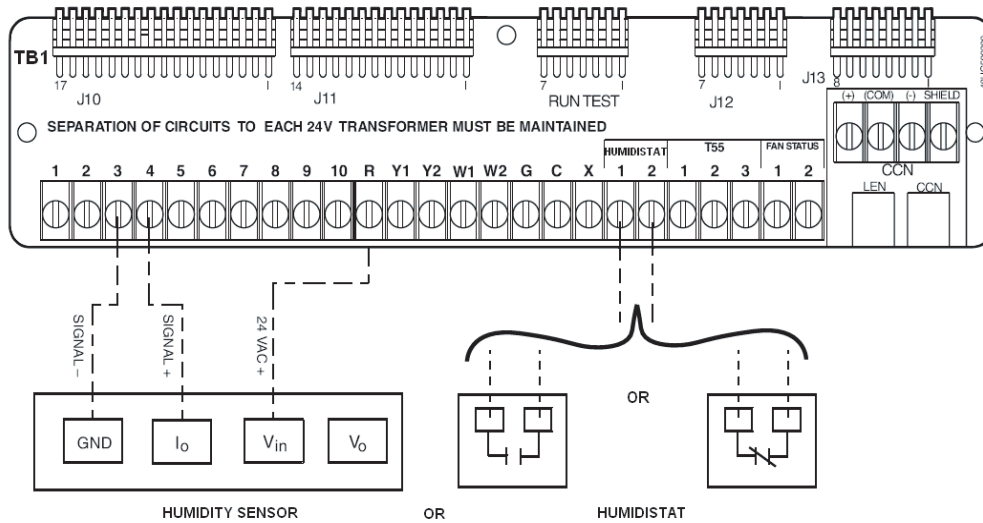 TB1
17 I
J10
14 I
J11
7 I
RUN TEST
7 I
J12
J13 8 I
SEPARATION OF CIRCUITS TO EACH 24V TRANSFORMER MUST BE MAINTAINED
(+) (COM) (-) SHIELD
CCN
LEN CCN
HUMIDISTAT T55 FAN STATUS
1 2 3 4 5 6 7 8 9 10 R Y1 Y2 W1 W2 G C X 1 2 1 2 3 1 2
SIGNAL –
SIGNAL +
24 VAC +
GND Io Vin Vo
OR
HUMIDITY SENSOR OR HUMIDISTAT